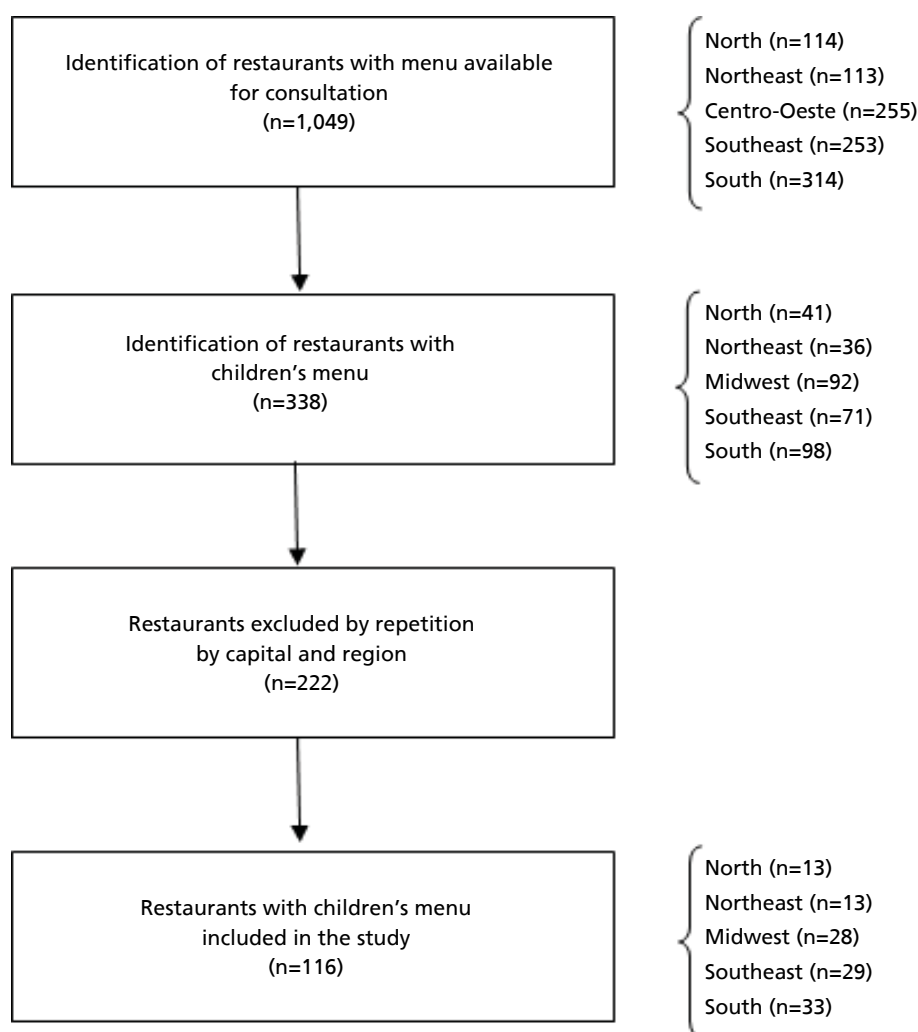 Identification of restaurants with menu available
for consultation
(n=1,049)
North (n=114)
Northeast (n=113)
Centro-Oeste (n=255)
Southeast (n=253)
South (n=314)
Identification of restaurants with
children’s menu
(n=338)
North (n=41)
Northeast (n=36)
Midwest (n=92)
Southeast (n=71)
South (n=98)
Restaurants excluded by repetition
by capital and region
(n=222)
Restaurants with children’s menu
included in the study
(n=116)
North (n=13)
Northeast (n=13)
Midwest (n=28)
Southeast (n=29)
South (n=33)